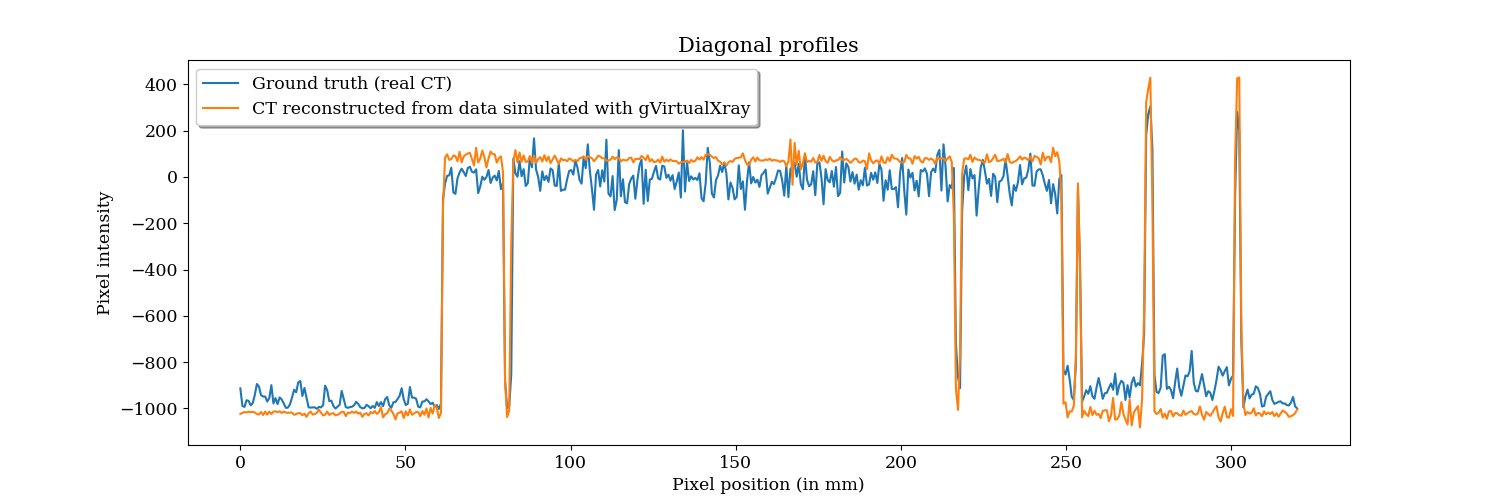 Diagonal profiles
Ground truth (real CT)
CT reconstructed from data simulated with gVirtualXray
400
200
0
−200
−400
−600
−800
−1000
Pixel intensity
0 50 100 150 200 250 300
Pixel position (in mm)